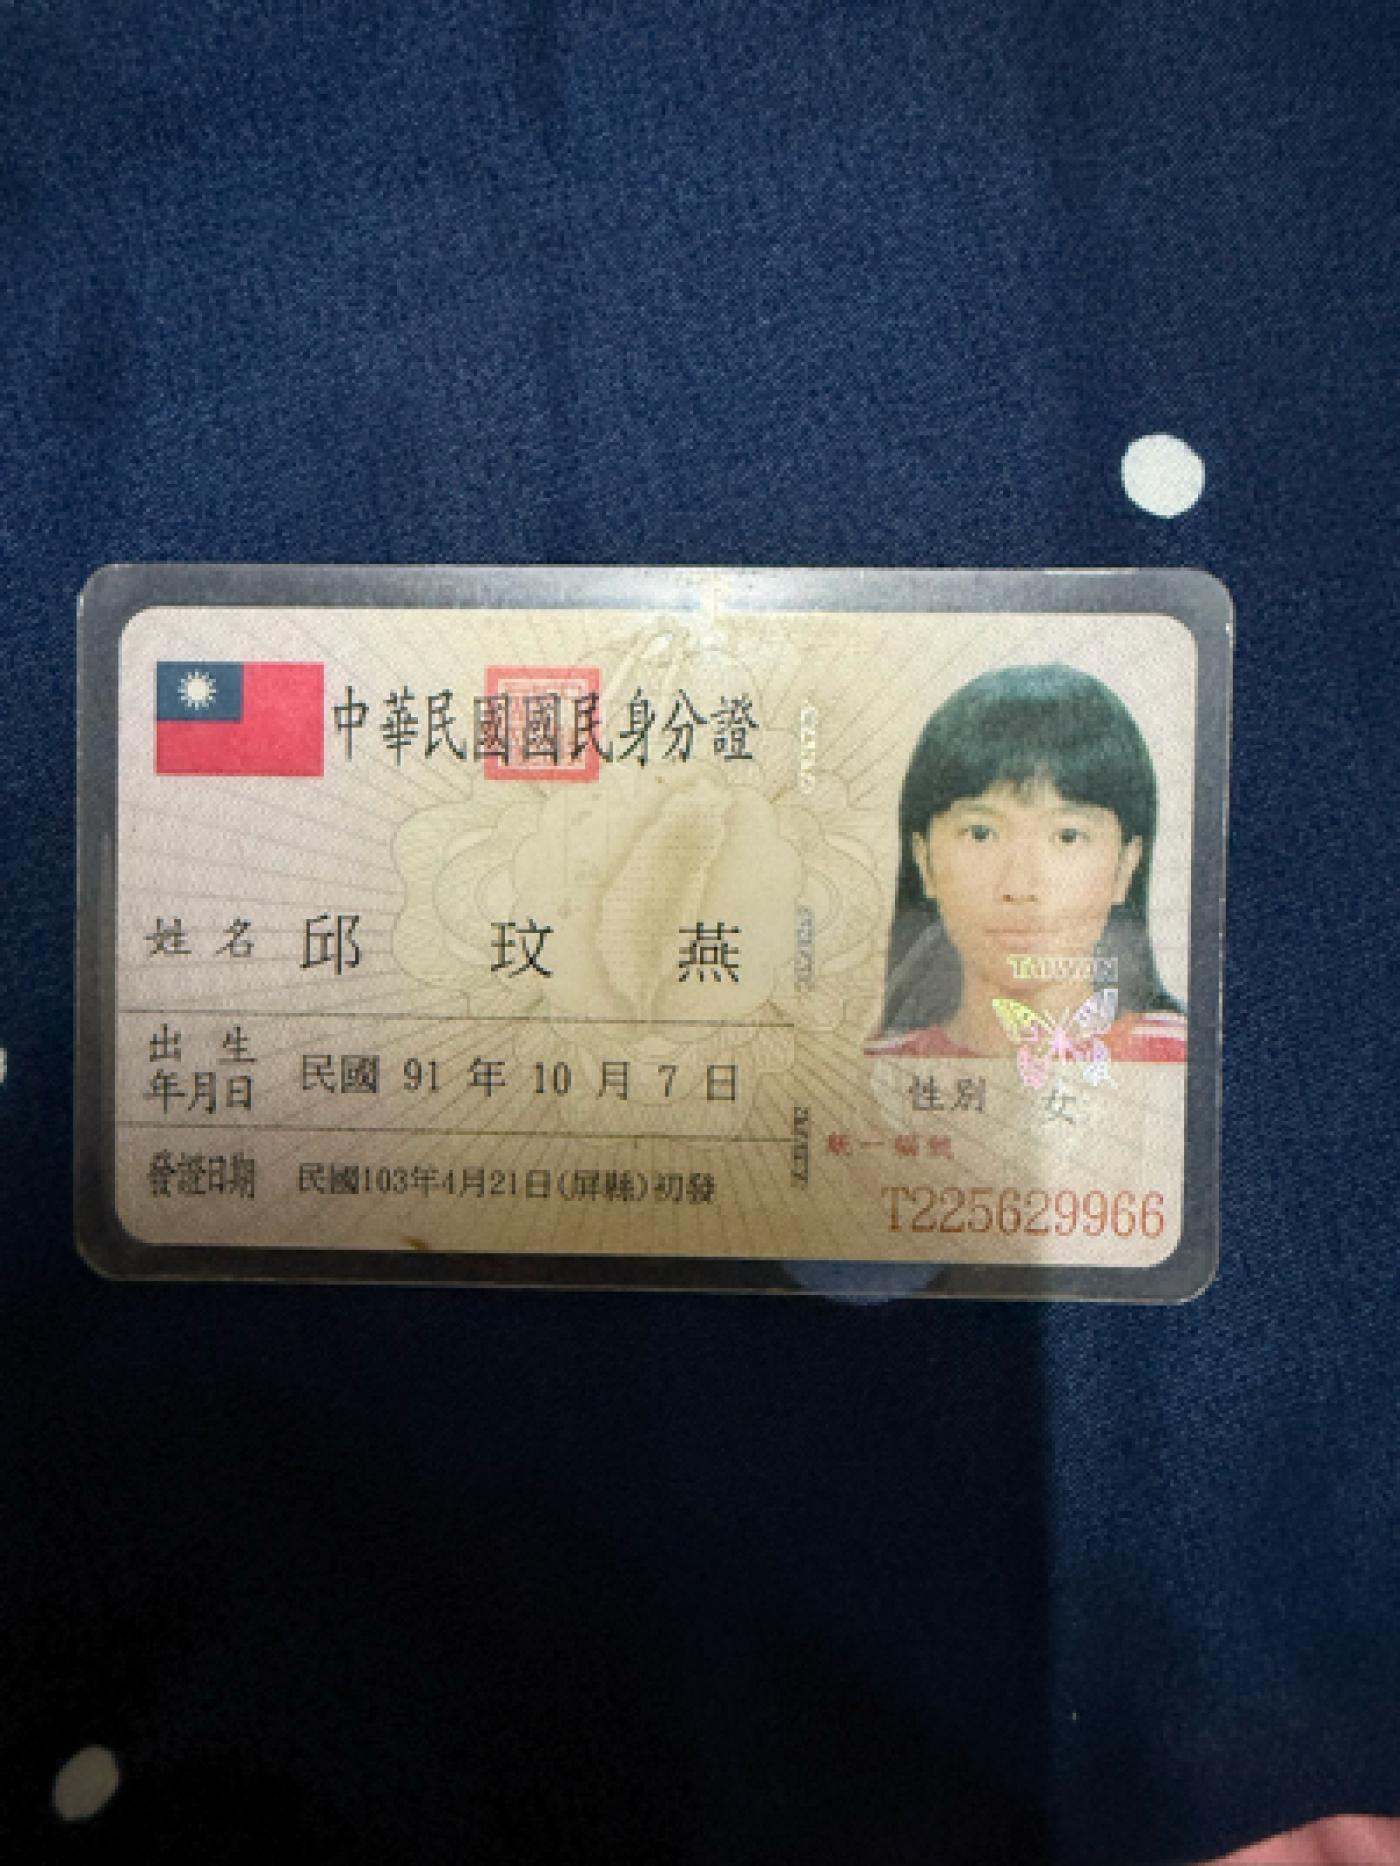 中華民國國民身分證
姓名 邱玟燕
出生年月日 民國 91 年 10 月 7 日
發證日期 民國103年4月21日(屏縣)初發
TAIWAN
性別 女
統一編號
T225629966